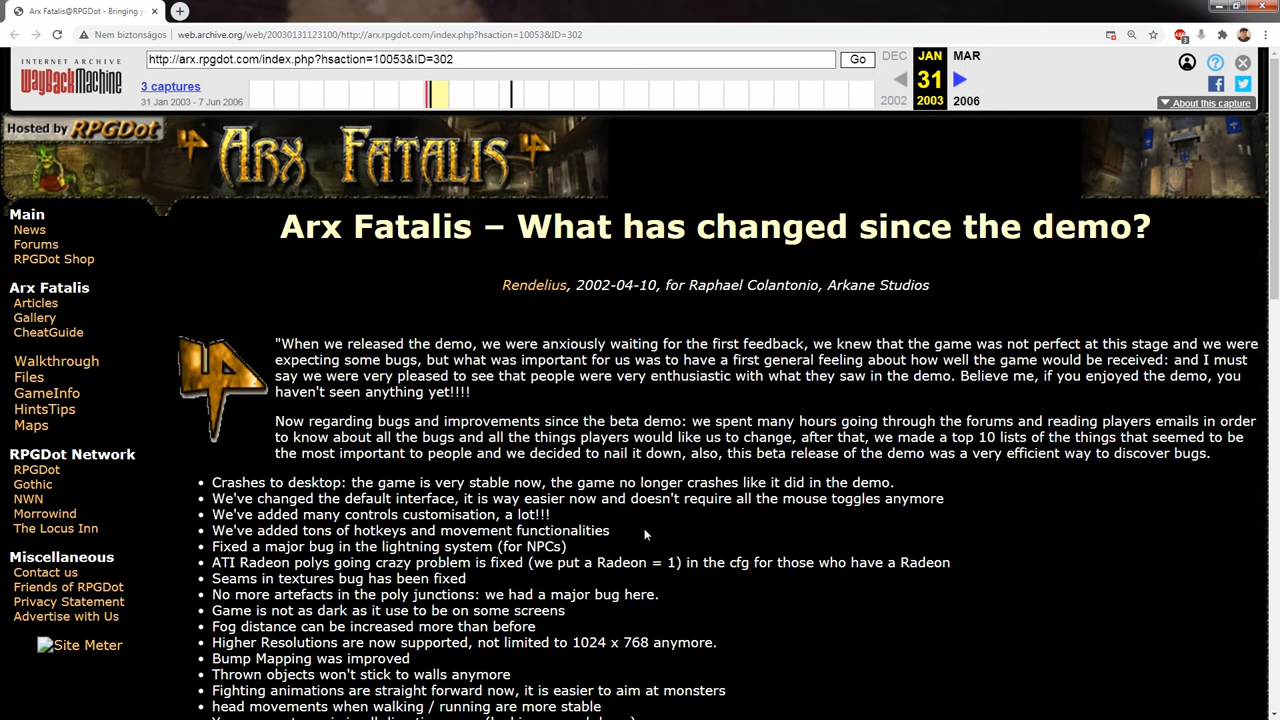 Arx Fatalis@RPGDot - Bringing y
Nem biztonságos
web.archive.org/web/20030131123100/http://arx.rpgdot.com/index.php?hsaction=10053&ID=302
INTERNET ARCHIVE
WayBackMachine
http://arx.rpgdot.com/index.php?hsaction=10053&ID=302
Go
DEC
JAN
MAR
3 captures
31
31 Jan 2003 - 7 Jun 2006
2002
2003
2006
About this capture
Hosted by RPGDot
Arx Fatalis
Main
News
Forums
RPGDot Shop
Arx Fatalis
Articles
Gallery
CheatGuide
Walkthrough
Files
GameInfo
HintsTips
Maps
RPGDot Network
RPGDot
Gothic
NWN
Morrowind
The Locus Inn
Miscellaneous
Contact us
Friends of RPGDot
Privacy Statement
Advertise with Us
Site Meter
Arx Fatalis – What has changed since the demo?
Rendelius, 2002-04-10, for Raphael Colantonio, Arkane Studios
"When we released the demo, we were anxiously waiting for the first feedback, we knew that the game was not perfect at this stage and we were
expecting some bugs, but what was important for us was to have a first general feeling about how well the game would be received: and I must
say we were very pleased to see that people were very enthusiastic with what they saw in the demo. Believe me, if you enjoyed the demo, you
haven't seen anything yet!!!!
Now regarding bugs and improvements since the beta demo: we spent many hours going through the forums and reading players emails in order
to know about all the bugs and all the things players would like us to change, after that, we made a top 10 lists of the things that seemed to be
the most important to people and we decided to nail it down, also, this beta release of the demo was a very efficient way to discover bugs.
• Crashes to desktop: the game is very stable now, the game no longer crashes like it did in the demo.
• We've changed the default interface, it is way easier now and doesn't require all the mouse toggles anymore
• We've added many controls customisation, a lot!!!
• We've added tons of hotkeys and movement functionalities
• Fixed a major bug in the lightning system (for NPCs)
• ATI Radeon polys going crazy problem is fixed (we put a Radeon = 1) in the cfg for those who have a Radeon
• Seams in textures bug has been fixed
• No more artefacts in the poly junctions: we had a major bug here.
• Game is not as dark as it use to be on some screens
• Fog distance can be increased more than before
• Higher Resolutions are now supported, not limited to 1024 x 768 anymore.
• Bump Mapping was improved
• Thrown objects won't stick to walls anymore
• Fighting animations are straight forward now, it is easier to aim at monsters
• head movements when walking / running are more stable